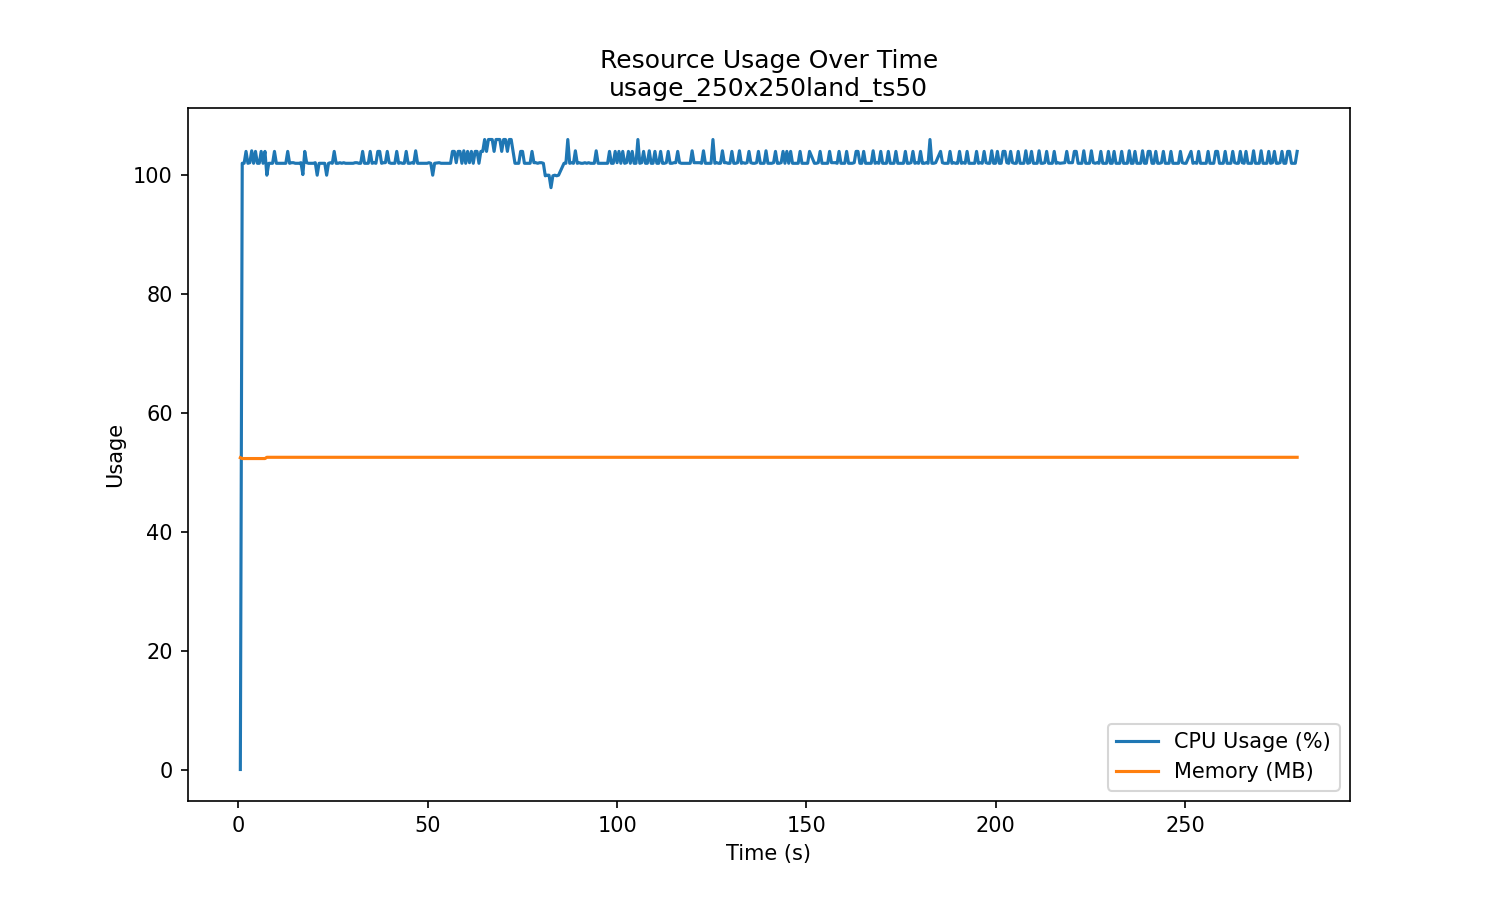 Resource Usage Over Time
usage_250x250land_ts50
100
80
60
40
20
0
Usage
0 50 100 150 200 250
Time (s)
CPU Usage (%)
Memory (MB)